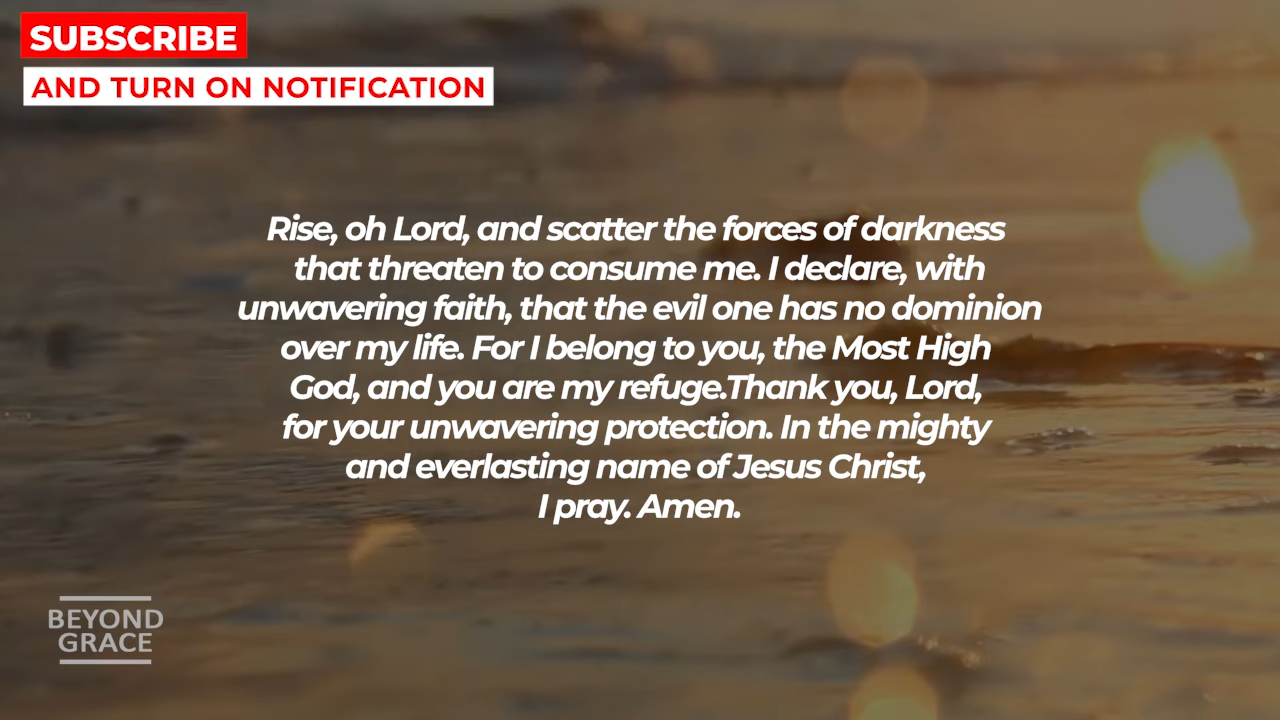 SUBSCRIBE
AND TURN ON NOTIFICATION
Rise, oh Lord, and scatter the forces of darkness
that threaten to consume me. I declare, with
unwavering faith, that the evil one has no dominion
over my life. For I belong to you, the Most High
God, and you are my refuge.Thank you, Lord,
for your unwavering protection. In the mighty
and everlasting name of Jesus Christ,
I pray. Amen.
BEYOND
GRACE